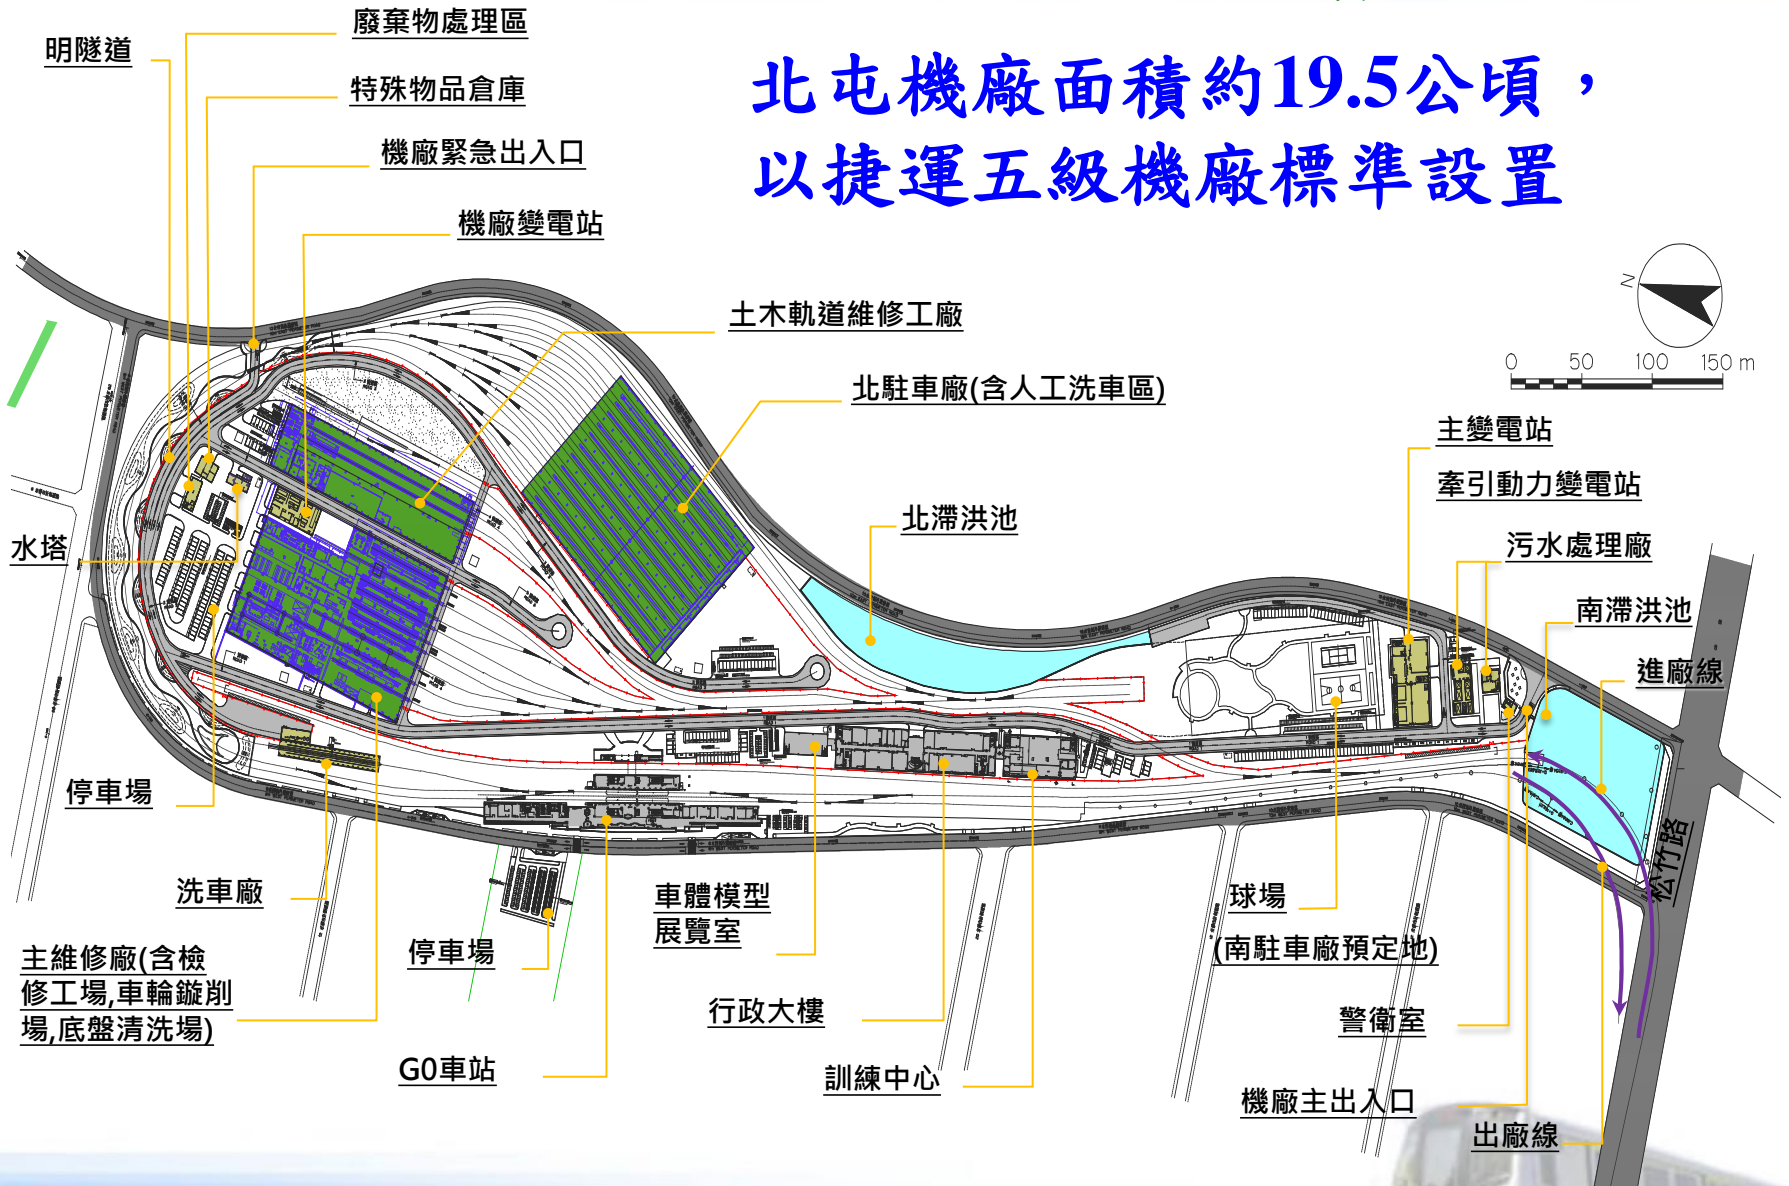 北屯機廠面積約19.5公頃，
以捷運五級機廠標準設置
廢棄物處理區
明隧道
特殊物品倉庫
機廠緊急出入口
機廠變電站
土木軌道維修工廠
北駐車廠(含人工洗車區)
N
0 50 100 150 m
主變電站
牽引動力變電站
北滯洪池
污水處理廠
水塔
南滯洪池
進廠線
停車場
松竹路
洗車廠
車體模型
展覽室
球場
(南駐車廠預定地)
停車場
主維修廠(含檢
修工場,車輪鏇削
場,底盤清洗場)
行政大樓
警衛室
G0車站
訓練中心
機廠主出入口
出廠線